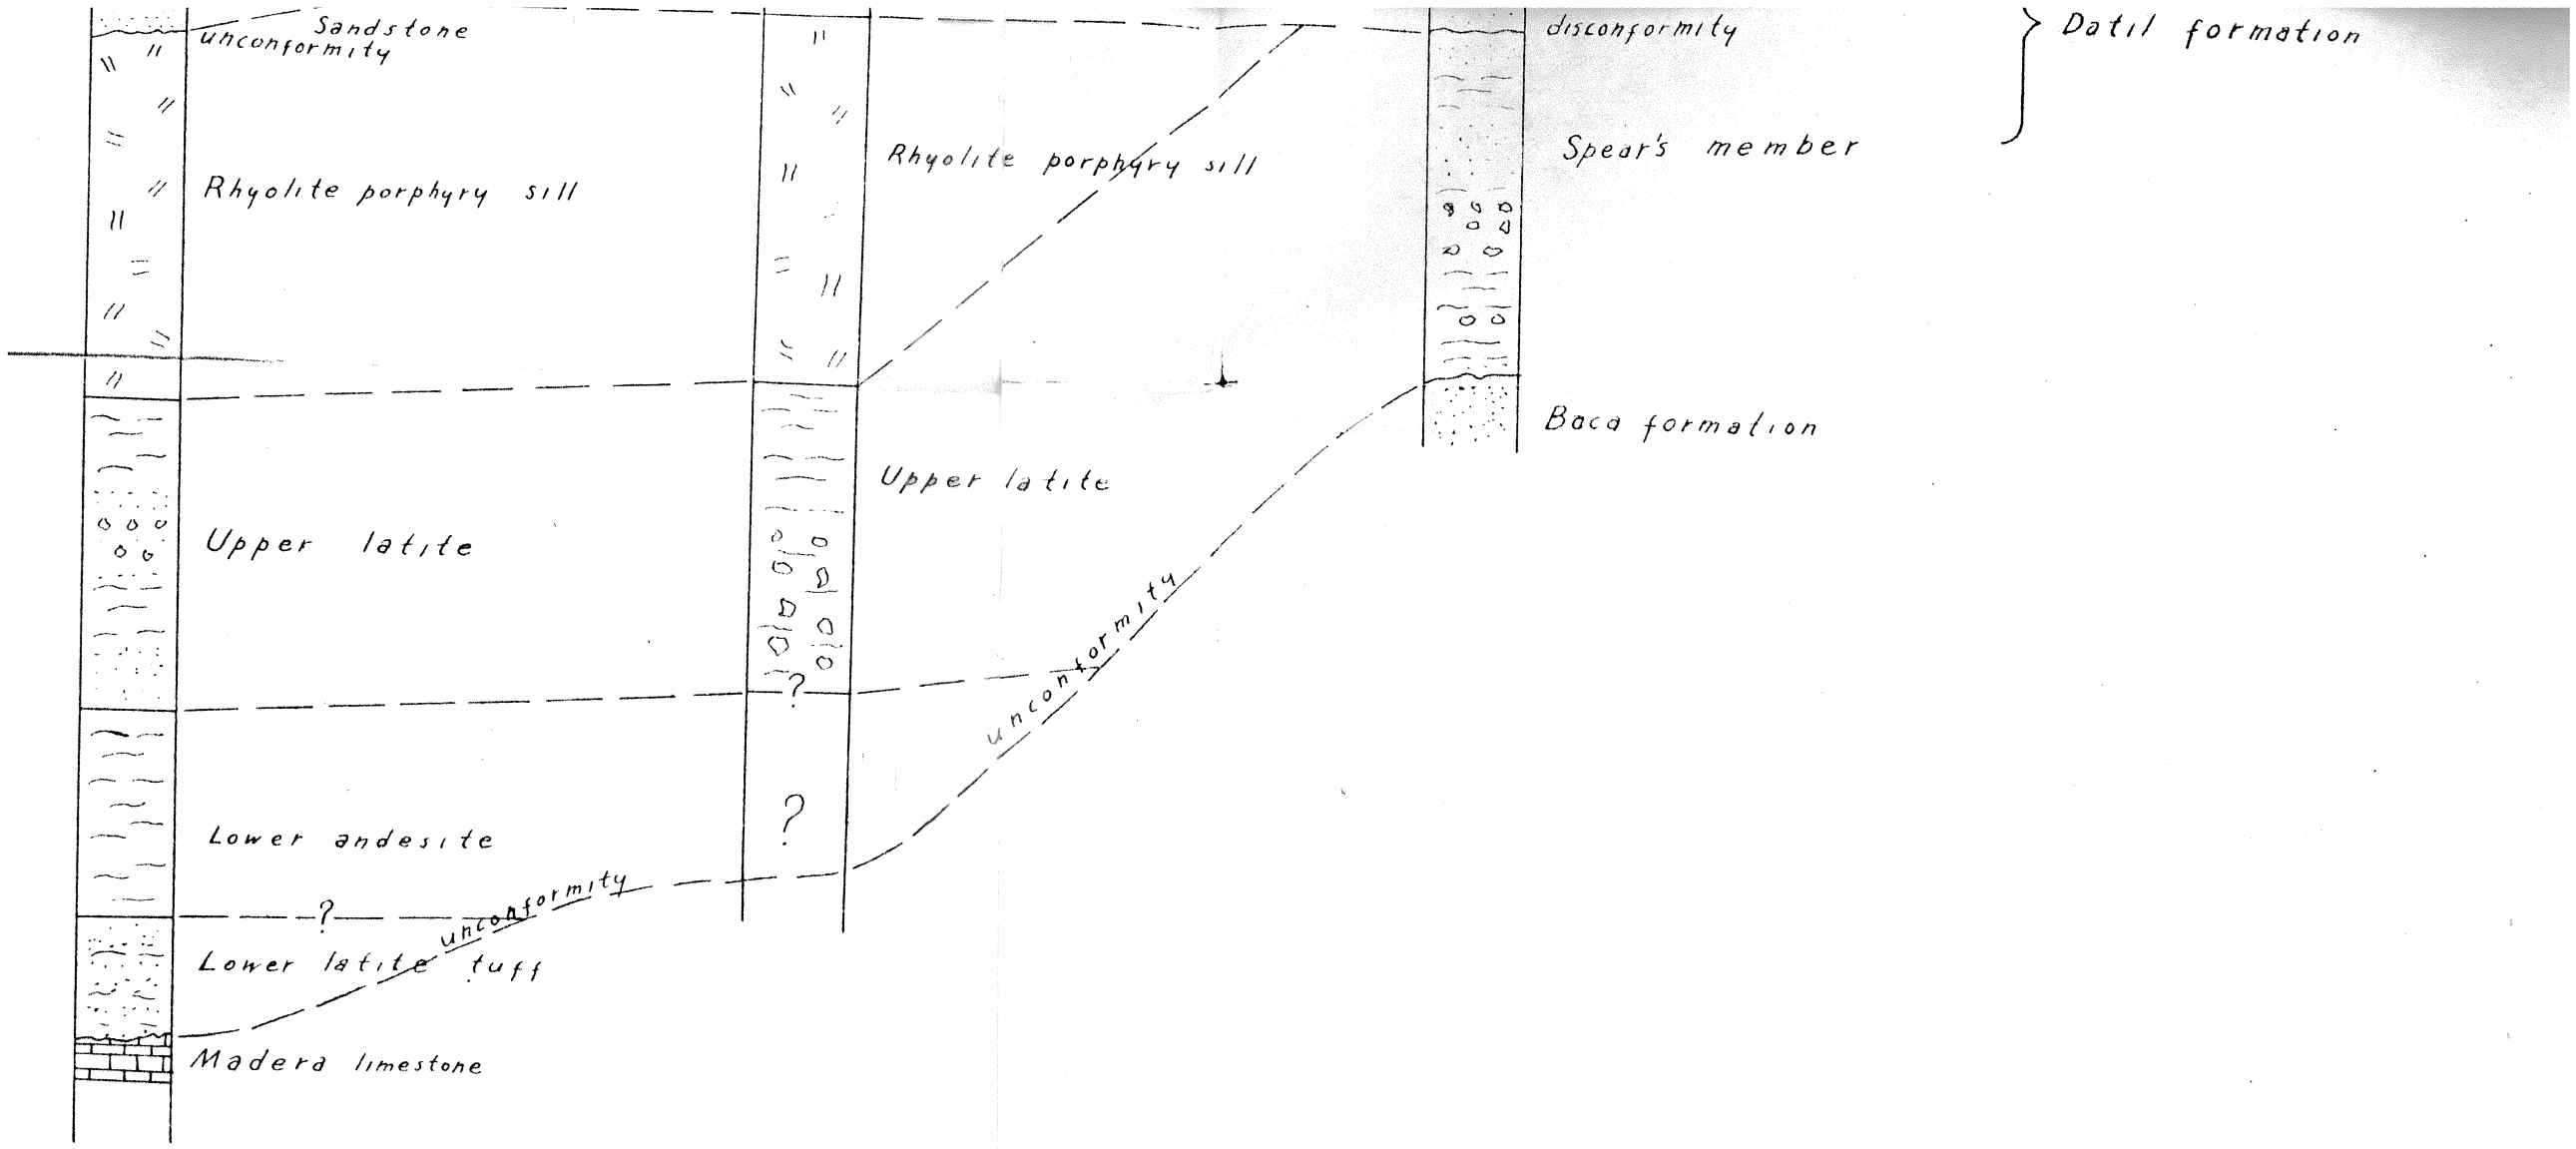 Sandstone
unconformity
disconformity
Datil formation
Rhyolite porphyry sill
Rhyolite porphyry sill
Spear's member
Upper latite
Upper latite
Baca formation
?
unconformity
?
Lower andesite
?
unconformity
Lower latite tuff
Madera limestone